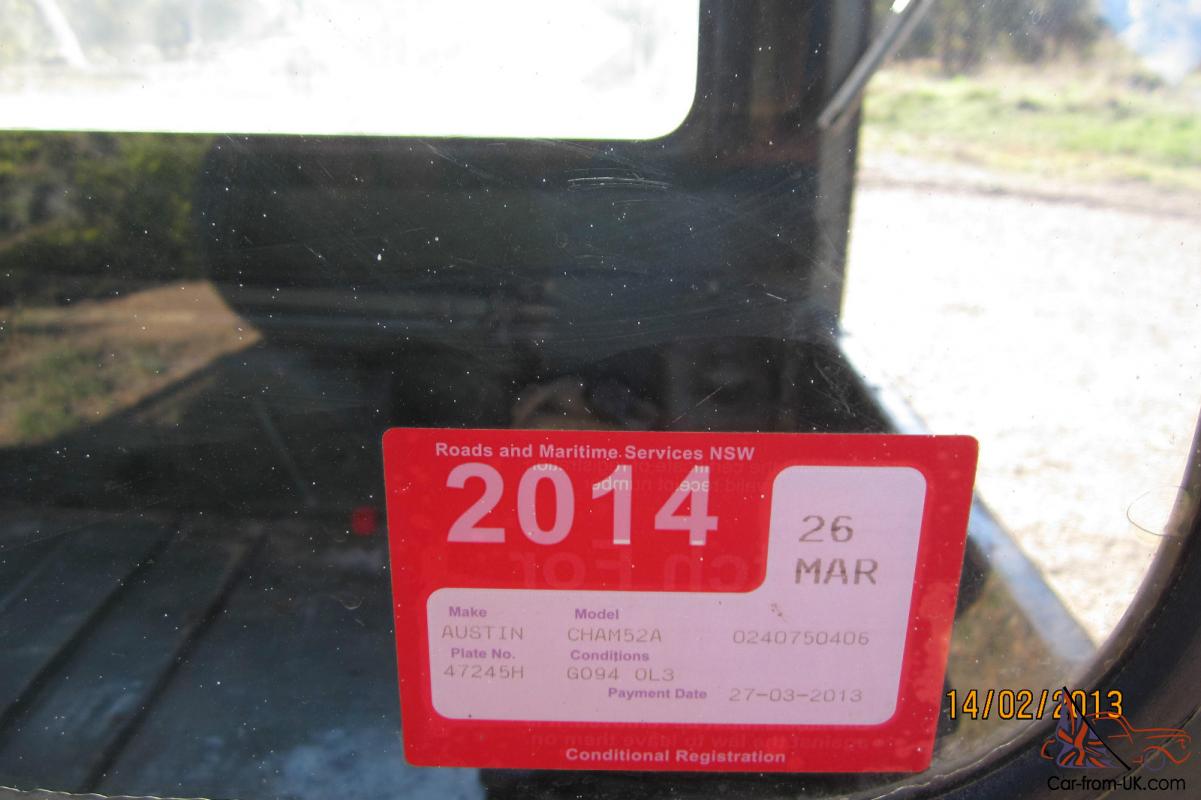 Roads and Maritime Services NSW
2014
26
MAR
Make Model
AUSTIN CHAM52A 0240750406
Plate No. Conditions
47245H G094 0L3
Payment Date 27-03-2013
Conditional Registration
14/02/2013
Car-from-UK.com